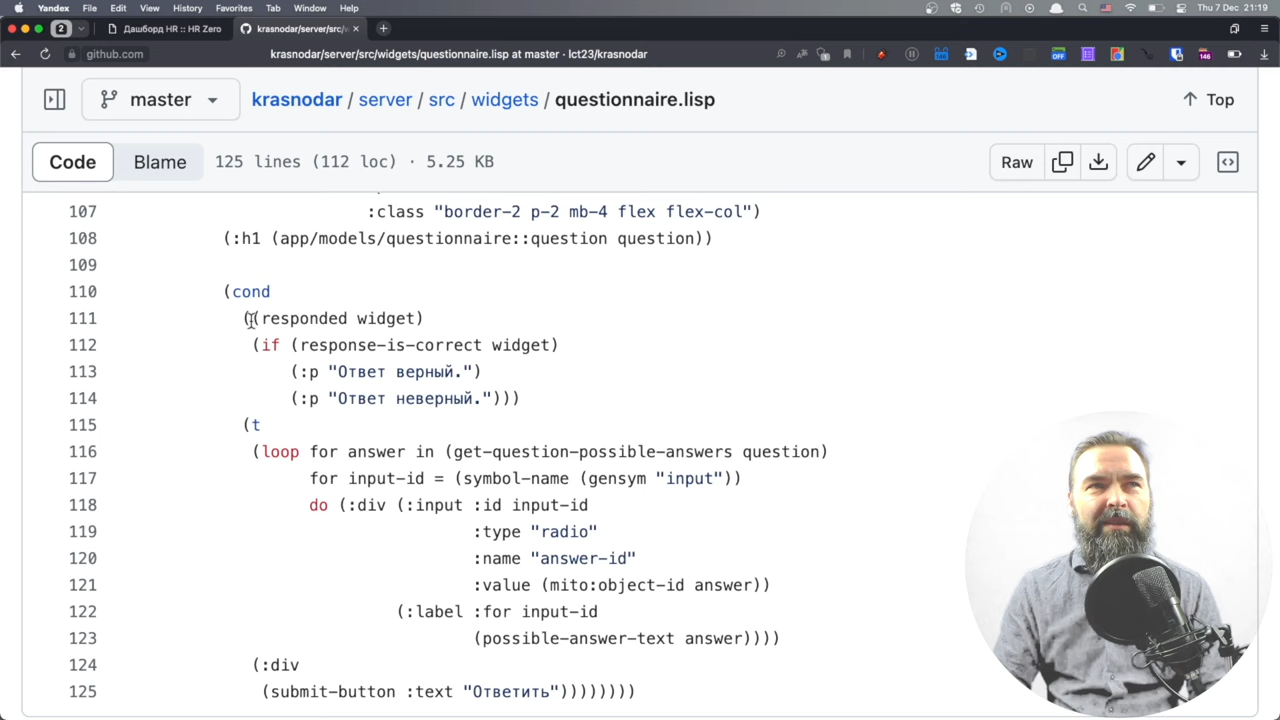 Yandex File Edit View History Favorites Tab Window Help Thu 7 Dec 21:19
2 Дашборд HR :: HR Zero krasnodar/server/src/w
github.com krasnodar/server/src/widgets/questionnaire.lisp at master · lct23/krasnodar OFF 146
master krasnodar / server / src / widgets / questionnaire.lisp Top
Code Blame 125 lines (112 loc) · 5.25 KB Raw
107 :class "border-2 p-2 mb-4 flex flex-col")
108 (:h1 (app/models/questionnaire::question question))
109
110 (cond
111 ((responded widget)
112 (if (response-is-correct widget)
113 (:p "Ответ верный.")
114 (:p "Ответ неверный.")))
115 (t
116 (loop for answer in (get-question-possible-answers question)
117 for input-id = (symbol-name (gensym "input"))
118 do (:div (:input :id input-id
119 :type "radio"
120 :name "answer-id"
121 :value (mito:object-id answer))
122 (:label :for input-id
123 (possible-answer-text answer))))
124 (:div
125 (submit-button :text "Ответить"))))))))